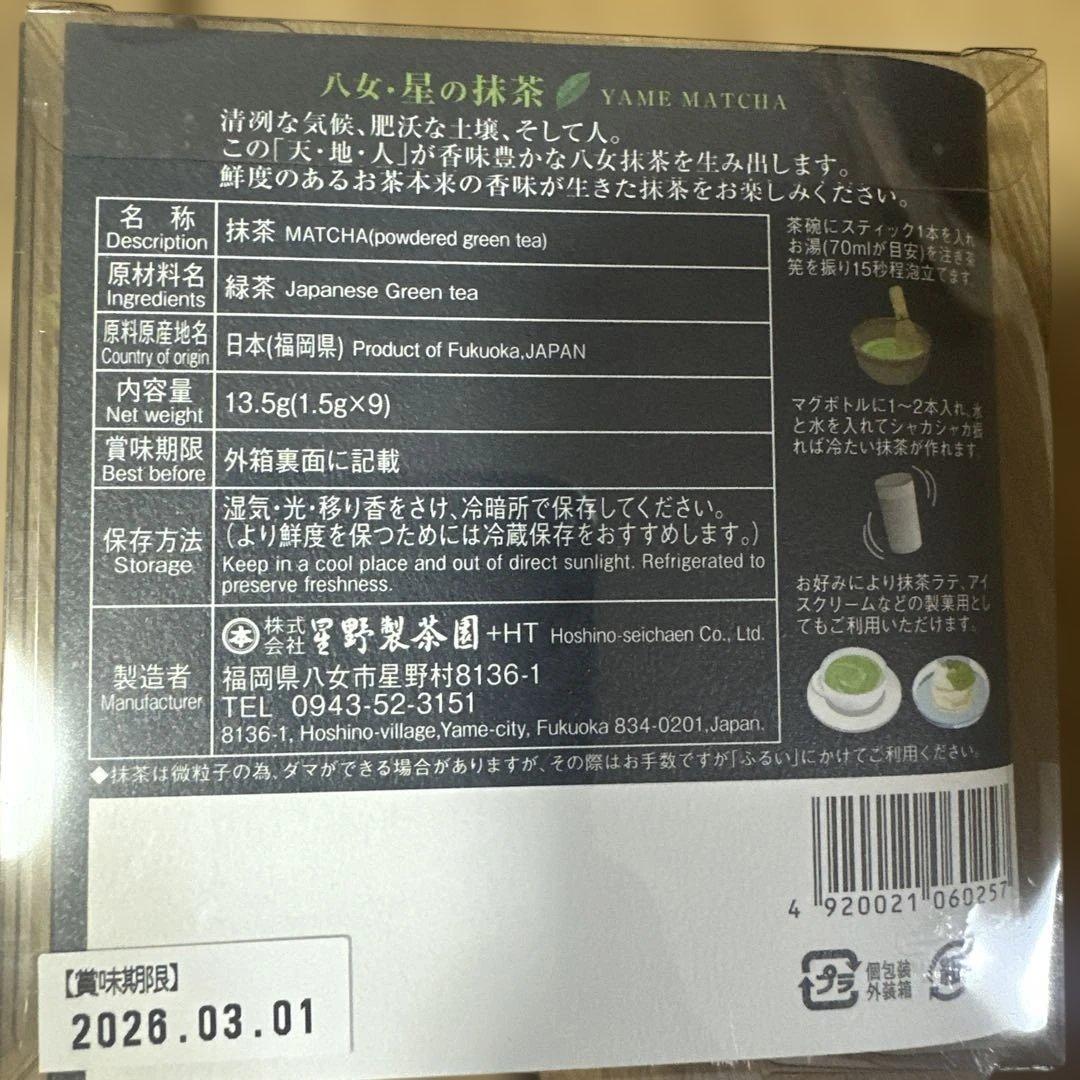 八女・星の抹茶 YAME MATCHA
清冽な気候、肥沃な土壌、そして人。
この「天・地・人」が香味豊かな八女抹茶を生み出します。
鮮度のあるお茶本来の香味が生きた抹茶をお楽しみください。
名 称 抹茶 MATCHA(powdered green tea)
Description
原材料名 緑茶 Japanese Green tea
Ingredients
原料原産地名 日本(福岡県) Product of Fukuoka,JAPAN
Country of origin
内容量 13.5g(1.5g×9)
Net weight
賞味期限 外箱裏面に記載
Best before
保存方法
Storage
湿気・光・移り香をさけ、冷暗所で保存してください。
(より鮮度を保つためには冷蔵保存をおすすめします。)
Keep in a cool place and out of direct sunlight. Refrigerated to
preserve freshness.
製造者
Manufacturer
本 株式会社 星野製茶園 +HT Hoshino-seichaen Co., Ltd.
福岡県八女市星野村8136-1
TEL 0943-52-3151
8136-1, Hoshino-village,Yame-city, Fukuoka 834-0201,Japan.
茶碗にスティック1本を入れ
お湯(70mlが目安)を注ぎ茶
筅を振り15秒程泡立てます
マグボトルに1〜2本入れ、氷
と水を入れてシャカシャカ振
れば冷たい抹茶が作れます
お好みにより抹茶ラテ、アイ
スクリームなどの製菓用とし
てもご利用いただけます。
◆抹茶は微粒子の為、ダマができる場合がありますが、その際はお手数ですが「ふるい」にかけてご利用ください。
4 920021 060257
プラ 個包装
外装箱
紙
【賞味期限】
2026.03.01